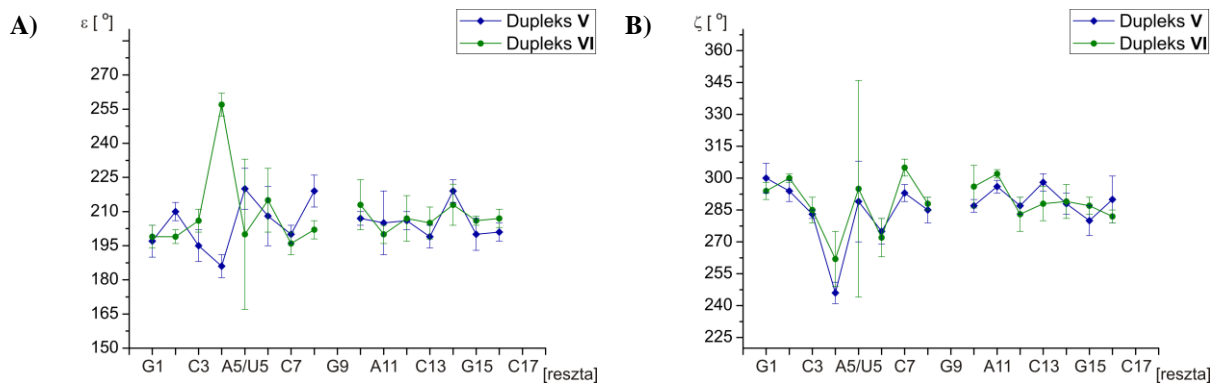 A)
ε [ º]
Dupleks V
Dupleks VI
270
255
240
225
210
195
180
165
150
G1 C3 A5/U5 C7 G9 A11 C13 G15 C17 [reszta]
B)
ζ [ º]
Dupleks V
Dupleks VI
360
345
330
315
300
285
270
255
240
225
G1 C3 A5/U5 C7 G9 A11 C13 G15 C17 [reszta]